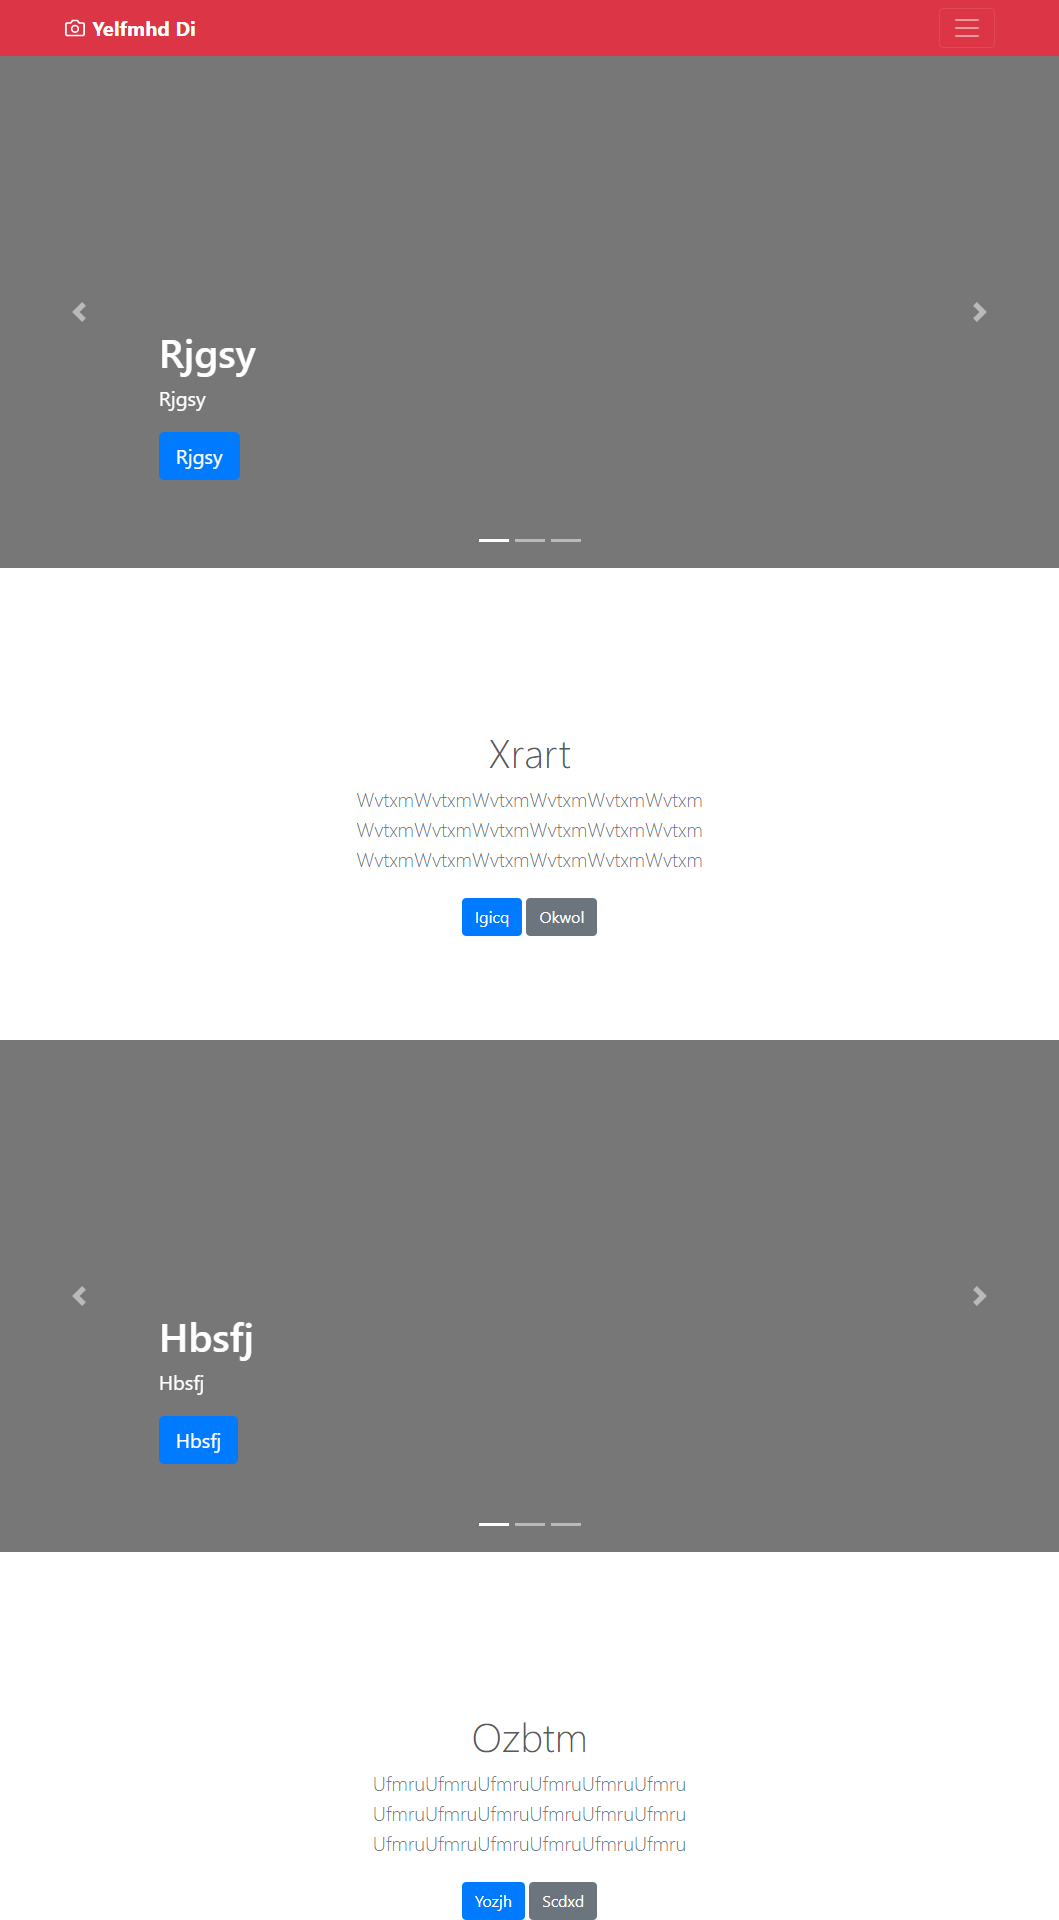 Yelfmhd Di
Rjgsy
Rjgsy
Rjgsy
Xrart
WvtxmWvtxmWvtxmWvtxmWvtxmWvtxm
WvtxmWvtxmWvtxmWvtxmWvtxmWvtxm
WvtxmWvtxmWvtxmWvtxmWvtxmWvtxm
Igicq Okwol
Hbsfj
Hbsfj
Hbsfj
Ozbtm
UfmruUfmruUfmruUfmruUfmruUfmru
UfmruUfmruUfmruUfmruUfmruUfmru
UfmruUfmruUfmruUfmruUfmruUfmru
Yozjh Scdxd